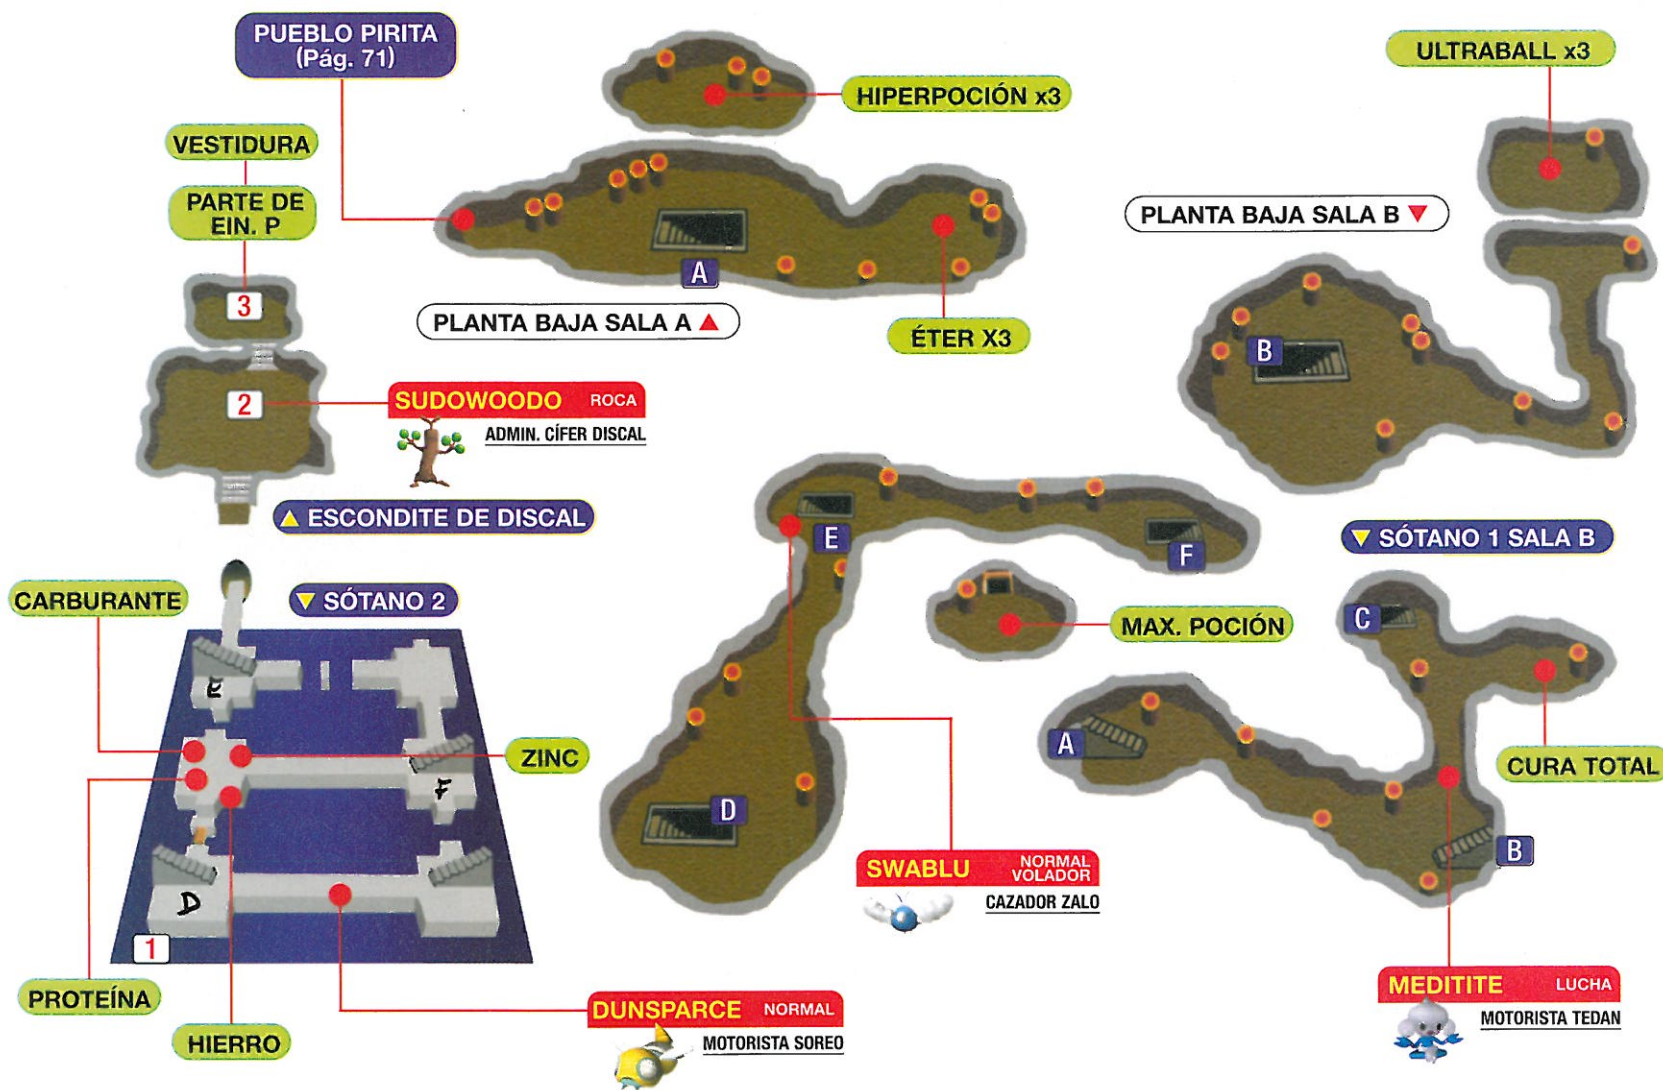 PUEBLO PIRITA
(Pág. 71)
HIPERPOCIÓN x3
ULTRABALL x3
VESTIDURA
PARTE DE
EIN. P
3
A
PLANTA BAJA SALA A
ÉTER X3
PLANTA BAJA SALA B
B
2
SUDOWOODO ROCA
ADMIN. CÍFER DISCAL
ESCONDITE DE DISCAL
E
F
SÓTANO 1 SALA B
CARBURANTE
SÓTANO 2
MAX. POCIÓN
C
E
A
ZINC
CURA TOTAL
F
D
B
SWABLU NORMAL
VOLADOR
CAZADOR ZALO
D
1
PROTEÍNA
HIERRO
DUNSPARCE NORMAL
MOTORISTA SOREO
MEDITITE LUCHA
MOTORISTA TEDAN